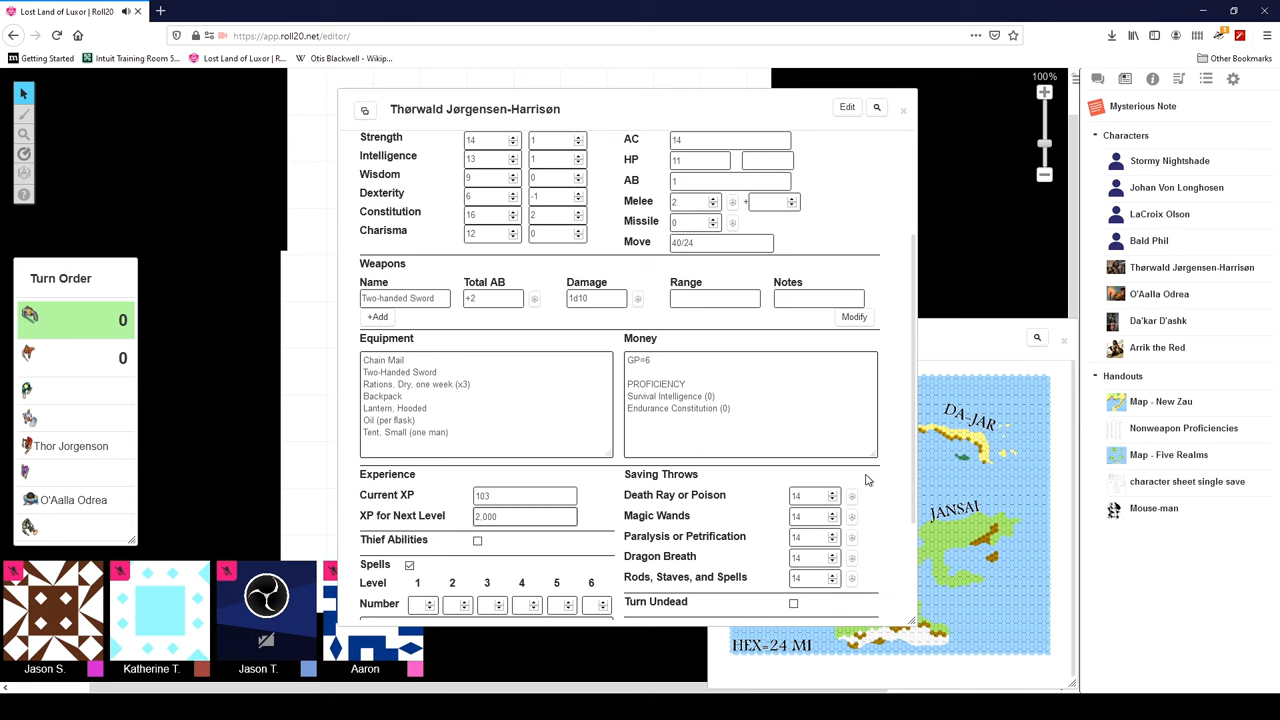 Lost Land of Luxor | Roll20
https://app.roll20.net/editor/
Getting Started
Intuit Training Room 5...
Lost Land of Luxor | R...
Otis Blackwell – Wikip...
Other Bookmarks
100%
Thørwald Jørgensen-Harrisøn
Edit
Strength 14 1
Intelligence 13 1
Wisdom 9 0
Dexterity 6 -1
Constitution 16 2
Charisma 12 0
AC 14
HP 11
AB 1
Melee 2 +
Missile 0
Move 40/24
Weapons
Name Total AB Damage Range Notes
Two-handed Sword +2 1d10
+Add Modify
Equipment
Chain Mail
Two-Handed Sword
Rations, Dry, one week (x3)
Backpack
Lantern, Hooded
Oil (per flask)
Tent, Small (one man)
Money
GP=6
PROFICIENCY
Survival Intelligence (0)
Endurance Constitution (0)
Experience
Current XP 103
XP for Next Level 2,000
Thief Abilities
Spells
Level 1 2 3 4 5 6
Number
Saving Throws
Death Ray or Poison 14
Magic Wands 14
Paralysis or Petrification 14
Dragon Breath 14
Rods, Staves, and Spells 14
Turn Undead
Turn Order
0
0
Thor Jorgenson
O'Aalla Odrea
Jason S.
Katherine T.
Jason T.
Aaron
DA-JAR
JANSAI
HEX=24 MI
Mysterious Note
Characters
Stormy Nightshade
Johan Von Longhosen
LaCroix Olson
Bald Phil
Thørwald Jørgensen-Harrisøn
O'Aalla Odrea
Da'kar D'ashk
Arrik the Red
Handouts
Map - New Zau
Nonweapon Proficiencies
Map - Five Realms
character sheet single save
Mouse-man